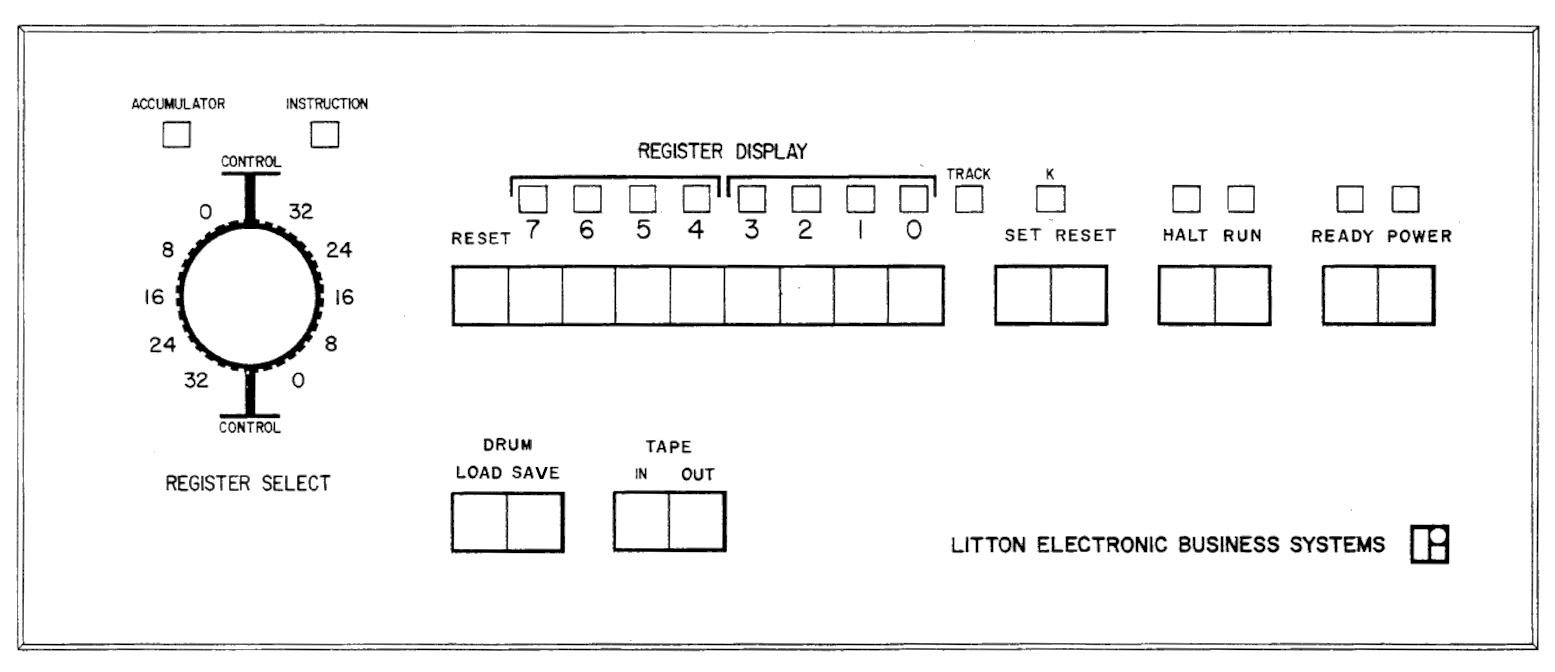 ACCUMULATOR INSTRUCTION
CONTROL
0 32
8 24
16 16
24 8
32 0
CONTROL
REGISTER SELECT
REGISTER DISPLAY
TRACK K
RESET 7 6 5 4 3 2 1 0
SET RESET
HALT RUN
READY POWER
DRUM
LOAD SAVE
TAPE
IN OUT
LITTON ELECTRONIC BUSINESS SYSTEMS